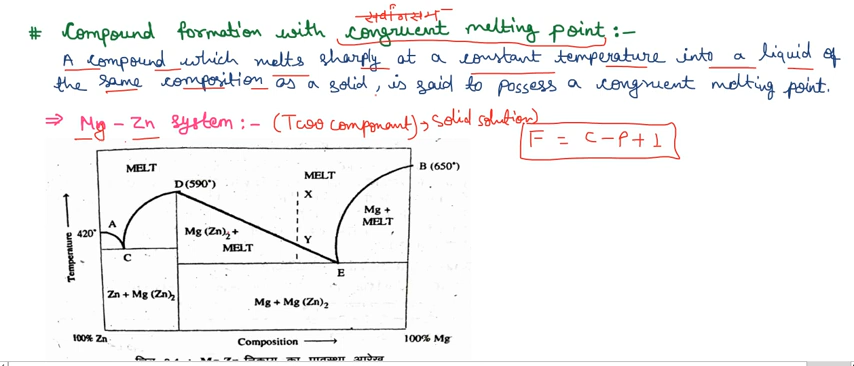 सर्वांगसम
# Compound formation with congruent melting point :-
A compound which melts sharply at a constant temperature into a liquid of
the same composition as a solid, is said to possess a congruent melting point.
⇒ Mg - Zn system :- (Two componant) → Solid solution)
F = C - P + 1
MELT
D (590°)
MELT
B (650°)
X
A
Mg +
MELT
420°
Mg (Zn)₂ +
MELT
Y
C
E
Temperature →
Zn + Mg (Zn)₂
Mg + Mg (Zn)₂
100% Zn
Composition →
100% Mg